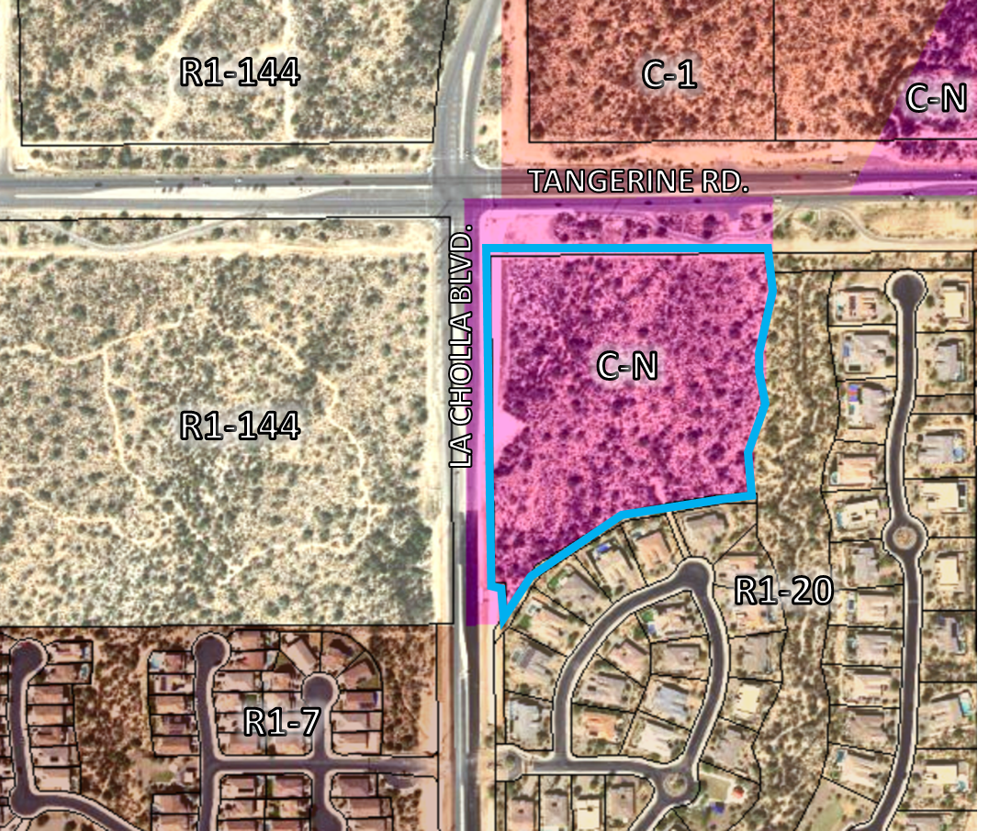 R1-144
C-1
C-N
TANGERINE RD.
LA CHOLLA BLVD.
C-N
R1-144
R1-20
R1-7